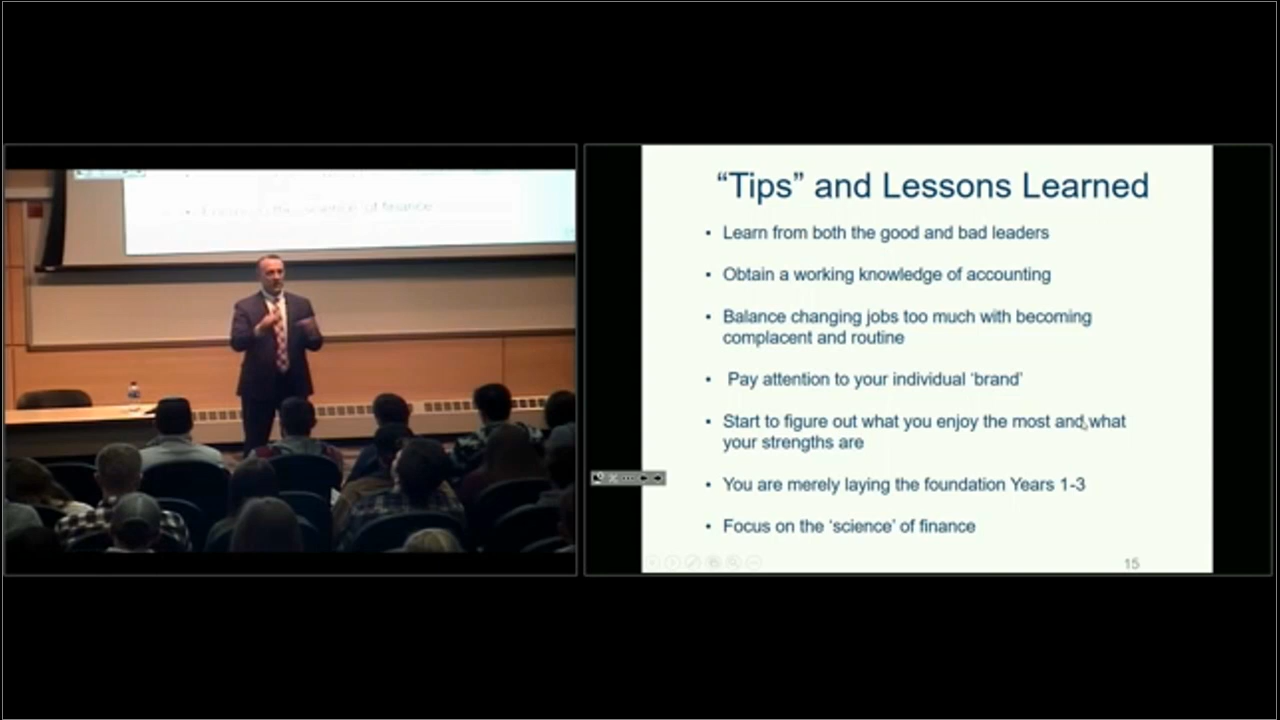 of finance
“Tips” and Lessons Learned
• Learn from both the good and bad leaders
• Obtain a working knowledge of accounting
• Balance changing jobs too much with becoming
complacent and routine
• Pay attention to your individual ‘brand’
• Start to figure out what you enjoy the most and what
your strengths are
• You are merely laying the foundation Years 1-3
• Focus on the ‘science’ of finance
15